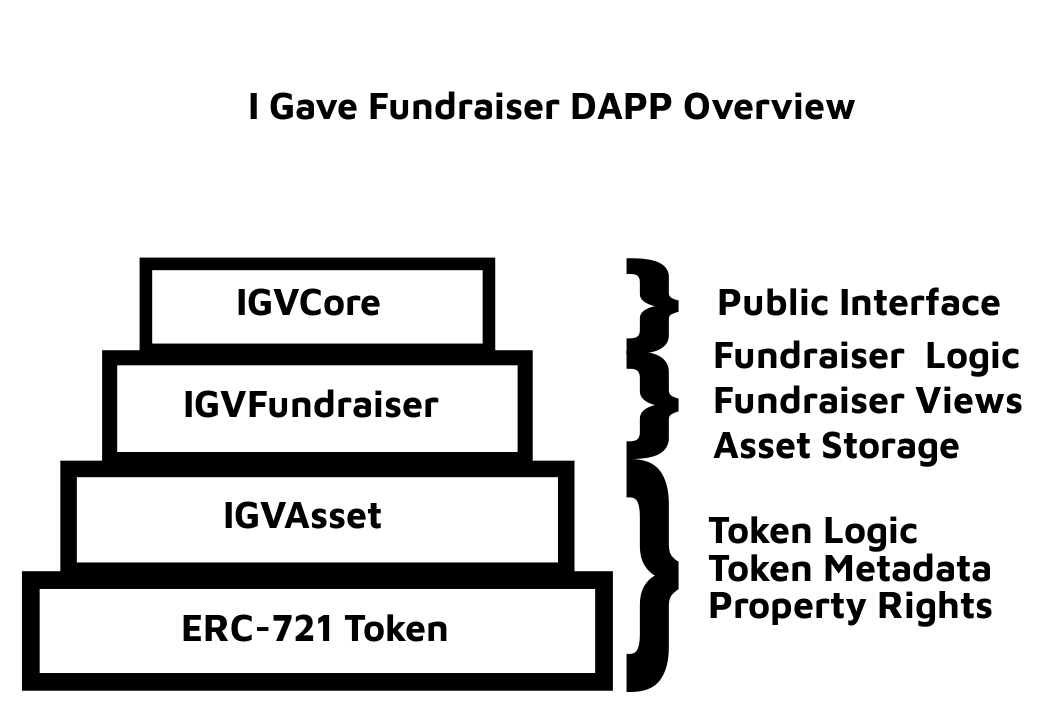 I Gave Fundraiser DAPP Overview
IGVCore
Public Interface
Fundraiser Logic
IGVFundraiser
Fundraiser Views
Asset Storage
IGVAsset
Token Logic
Token Metadata
Property Rights
ERC-721 Token